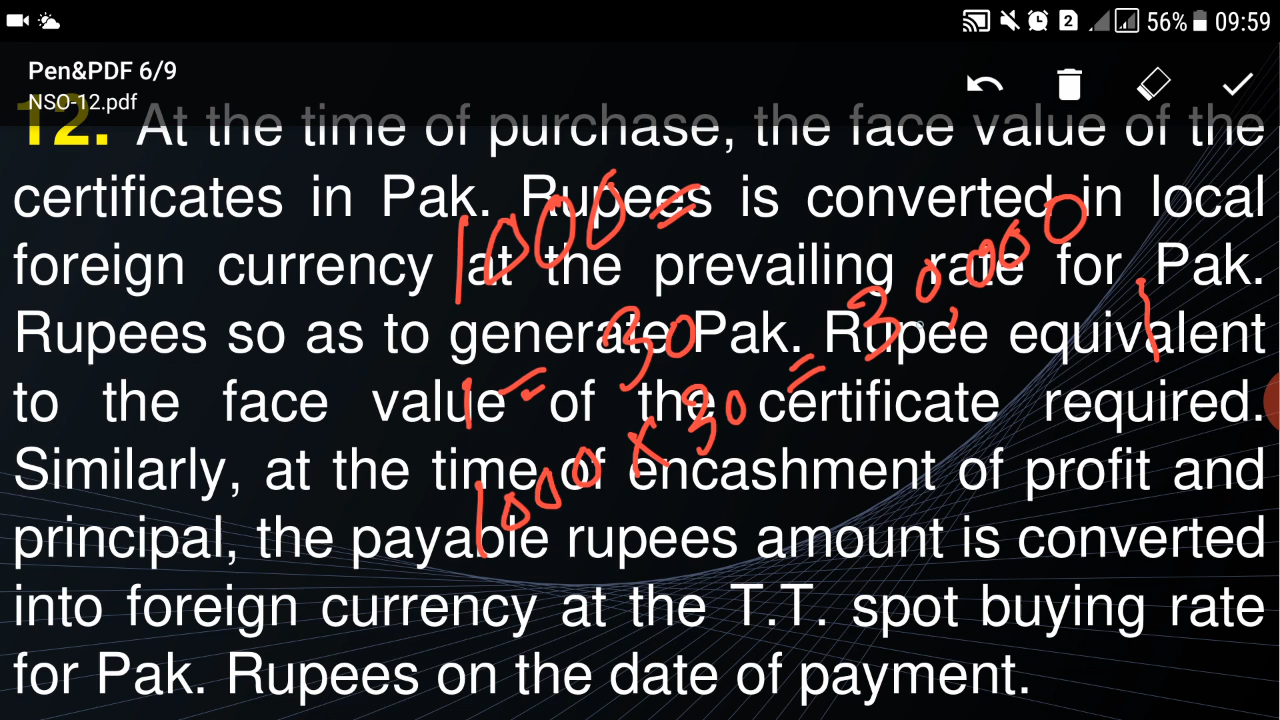 2 56% 09:59
Pen&PDF 6/9
NSO-12.pdf
12. At the time of purchase, the face value of the
certificates in Pak. Rupees is converted in local
foreign currency at the prevailing rate for Pak.
Rupees so as to generate Pak. Rupee equivalent
to the face value of the certificate required.
Similarly, at the time of encashment of profit and
principal, the payable rupees amount is converted
into foreign currency at the T.T. spot buying rate
for Pak. Rupees on the date of payment.
1000 =
1 = 30
1000 x 30 = 30,000
1